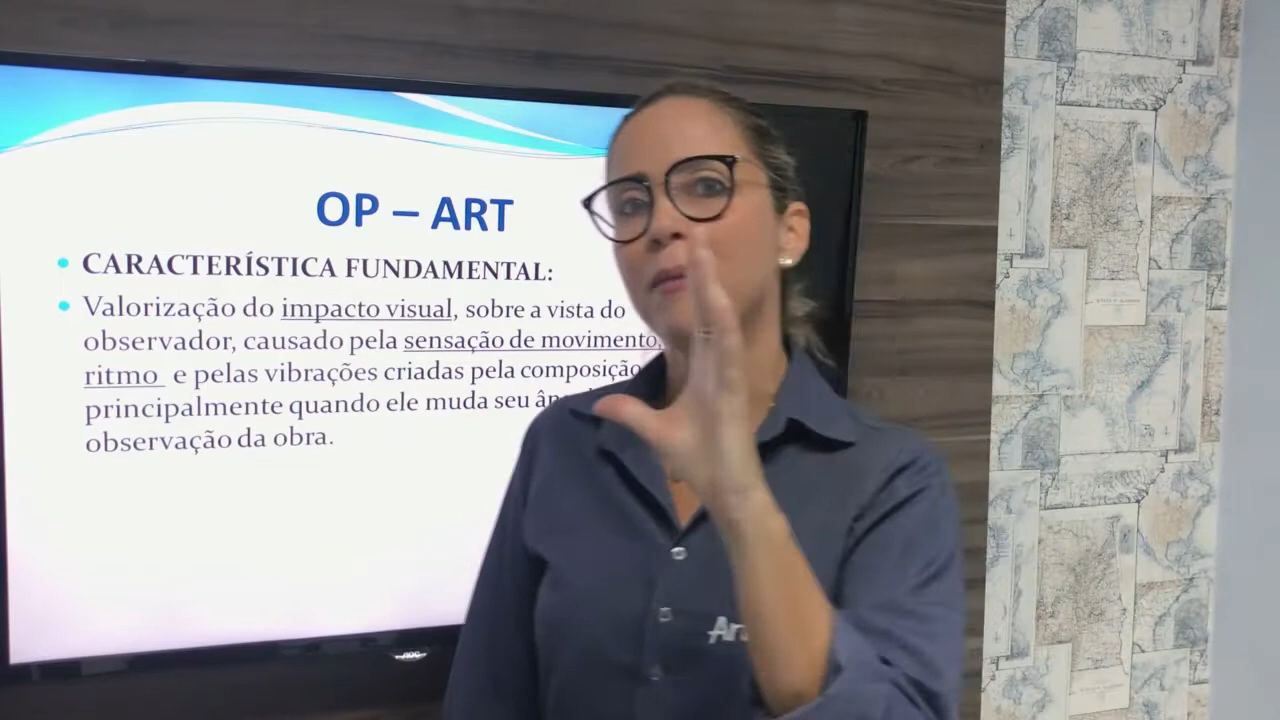 OP – ART
CARACTERÍSTICA FUNDAMENTAL:
Valorização do impacto visual, sobre a vista do
observador, causado pela sensação de movimento,
ritmo e pelas vibrações criadas pela composição
principalmente quando ele muda seu
observação da obra.
AOC